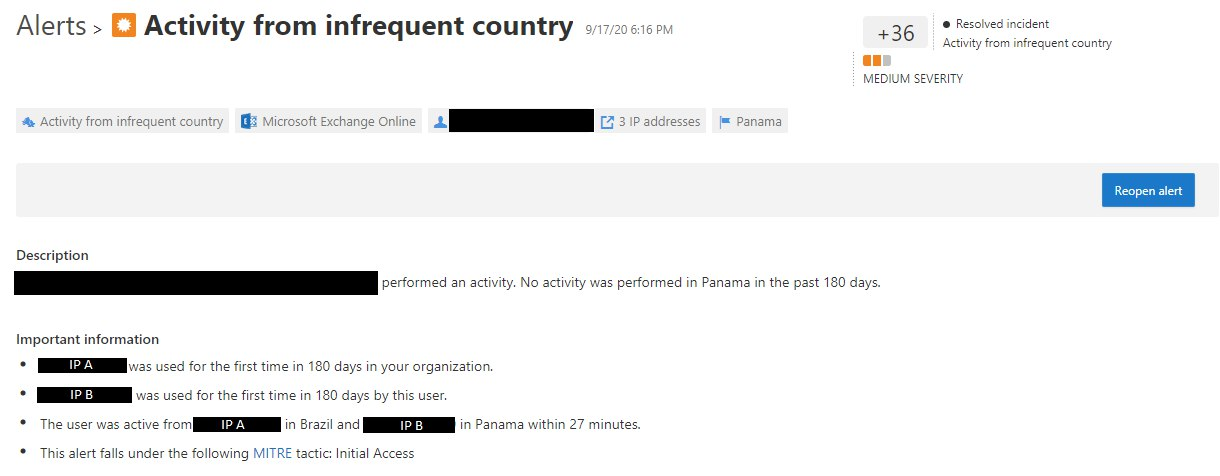 Alerts > Activity from infrequent country 9/17/20 6:16 PM
+36
Resolved incident
Activity from infrequent country
MEDIUM SEVERITY
Activity from infrequent country Microsoft Exchange Online 3 IP addresses Panama
Reopen alert
Description
performed an activity. No activity was performed in Panama in the past 180 days.
Important information
• IP A was used for the first time in 180 days in your organization.
• IP B was used for the first time in 180 days by this user.
• The user was active from IP A in Brazil and IP B in Panama within 27 minutes.
• This alert falls under the following MITRE tactic: Initial Access